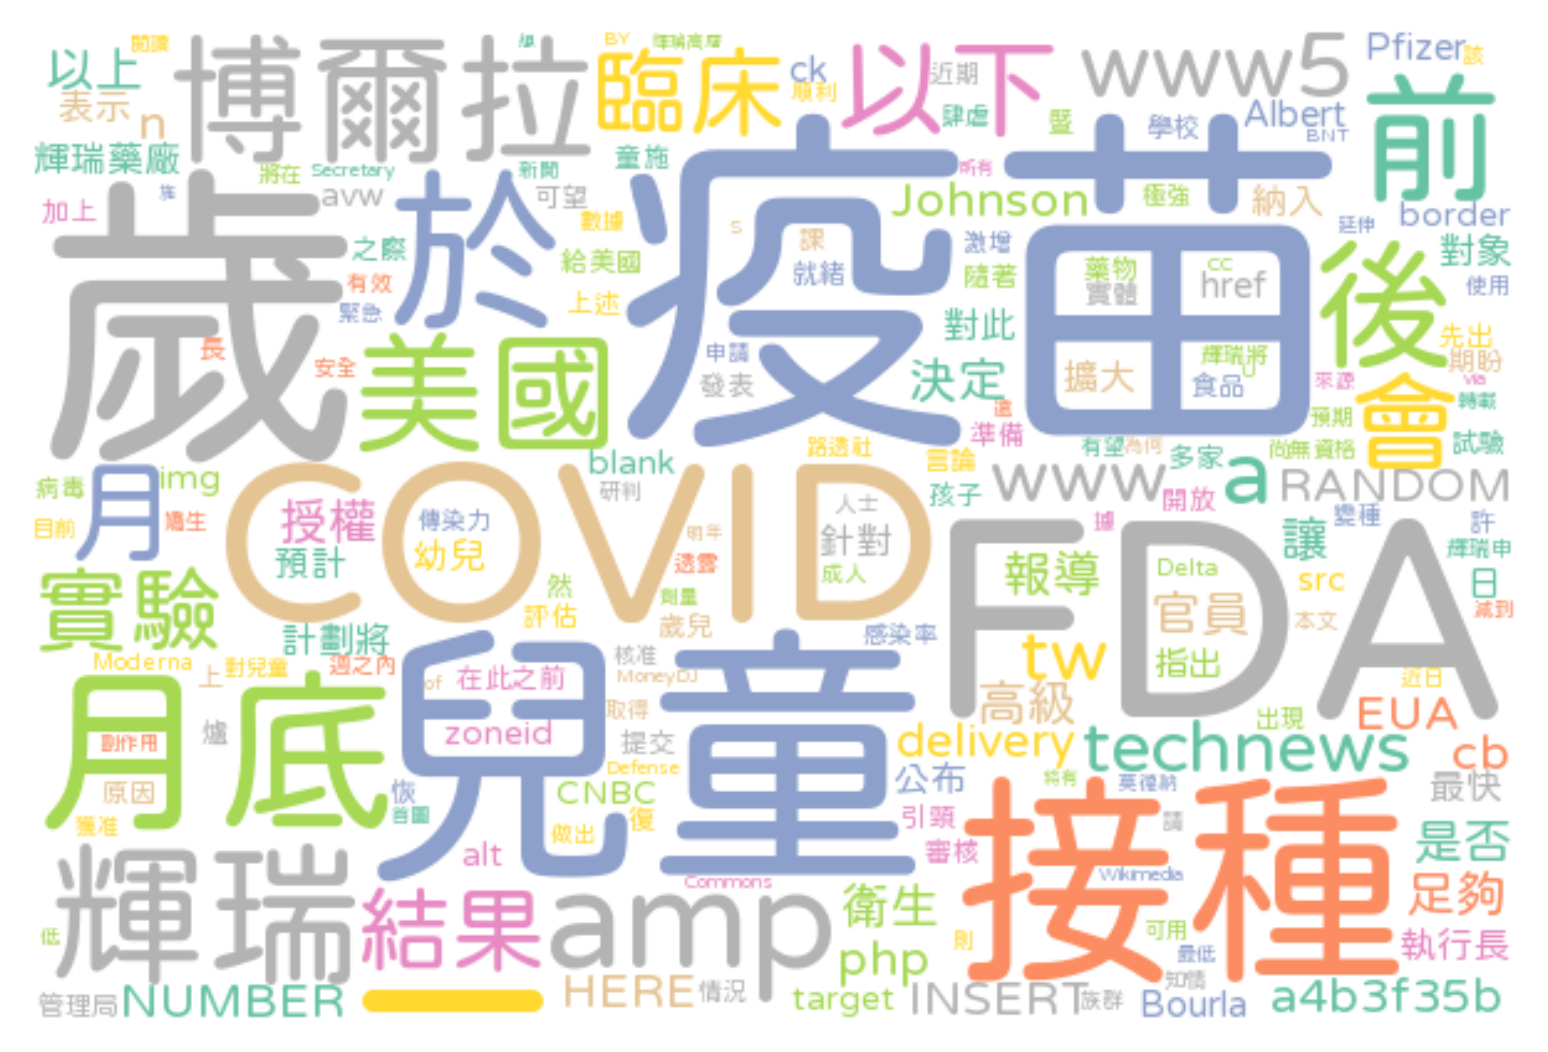 閱讀
以上
表示
n
博爾拉
臨床
BY
輝瑞高層
ck
順利
以下
近期
www5
Pfizer
該
輝瑞藥廠
將在
Secretary
新聞
童施
肆虐
暨
學校
Albert
BNT
前
加上
avw
可望
數據
疫苗
所有
Johnson
極強
納入
延伸
border
歲
於
之際
有效
緊急
給美國
上述
s
課
就緒
激增
隨著
藥物
實體
cc
href
後
對象
使用
長
安全
美國
申請
發表
對此
決定
擴大
輝瑞將
食品
U
先出
期盼
來源
via
轉載
還
準備
預期
會
試驗
路透社
言論
有望
為何
多家
尚無
資格
病毒
img
月
目前
嬌生
COVID
授權
預計
傳染力
幼兒
blank
研判
明年
透露
人士
針對
成人
孩子
www
a
開放
RANDOM
據
讓
變種
許
輝瑞申
日
減到
實驗
計劃將
然
評估
劑量
歲兒
感染率
FDA
報導
tw
Delta
官員
指出
src
本文
近日
Moderna
上
對兒童
週之內
月底
副作用
原因
獲准
爐
兒童
of
在此之前
zoneid
核准
MoneyDJ
取得
提交
Defense
CNBC
做出
復
恢
首圖
高級
delivery
technews
出現
EUA
cb
最快
公布
將有
莫德納
引頸
審核
請
接種
是否
足夠
執行長
輝瑞
低
結果
alt
Commons
amp
衛生
php
則
Wikimedia
可用
最低
知情
管理局
NUMBER
一
HERE
情況
target
INSERT
族群
Bourla
a4b3f35b